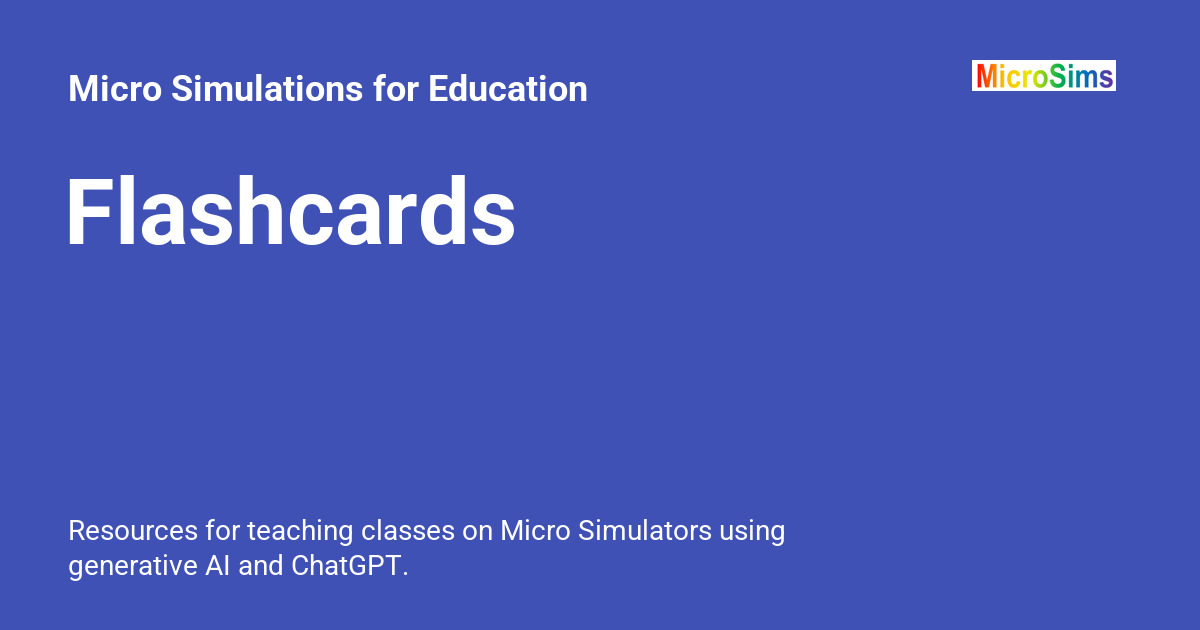 Micro Simulations for Education
MicroSims
Flashcards
Resources for teaching classes on Micro Simulators using
generative AI and ChatGPT.